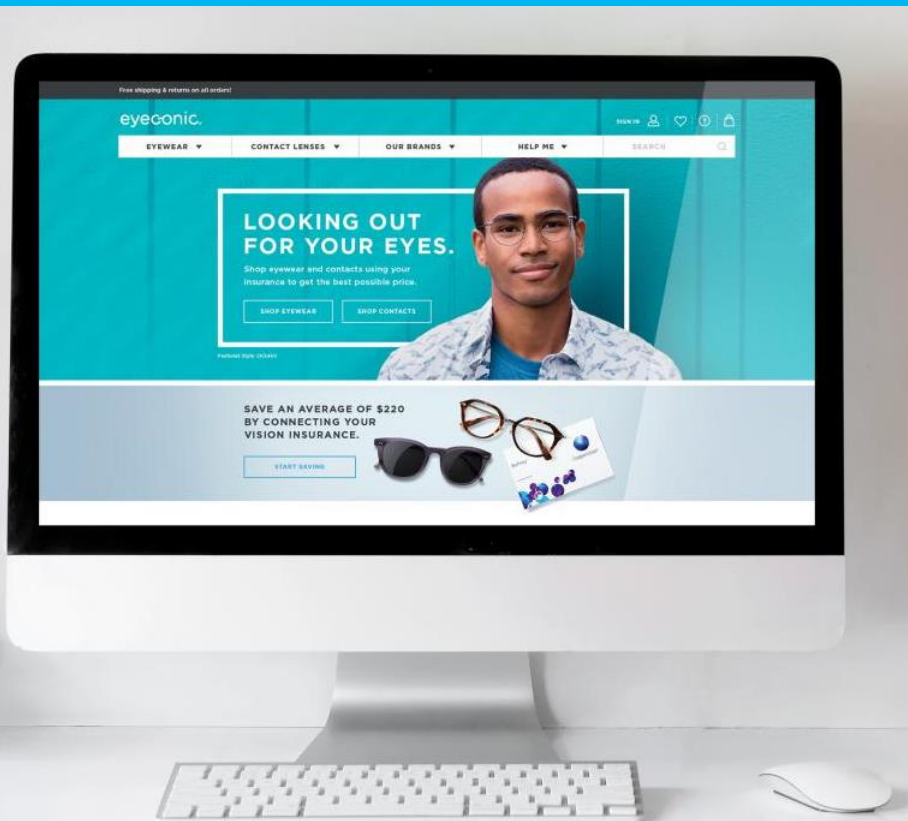 Free shipping & returns on all orders!
eyeconic.
SIGN IN
EYEWEAR
CONTACT LENSES
OUR BRANDS
HELP ME
SEARCH
LOOKING OUT
FOR YOUR EYES.
Shop eyewear and contacts using your
insurance to get the best possible price.
SHOP EYEWEAR
SHOP CONTACTS
SAVE AN AVERAGE OF $220
BY CONNECTING YOUR
VISION INSURANCE.
START SAVING